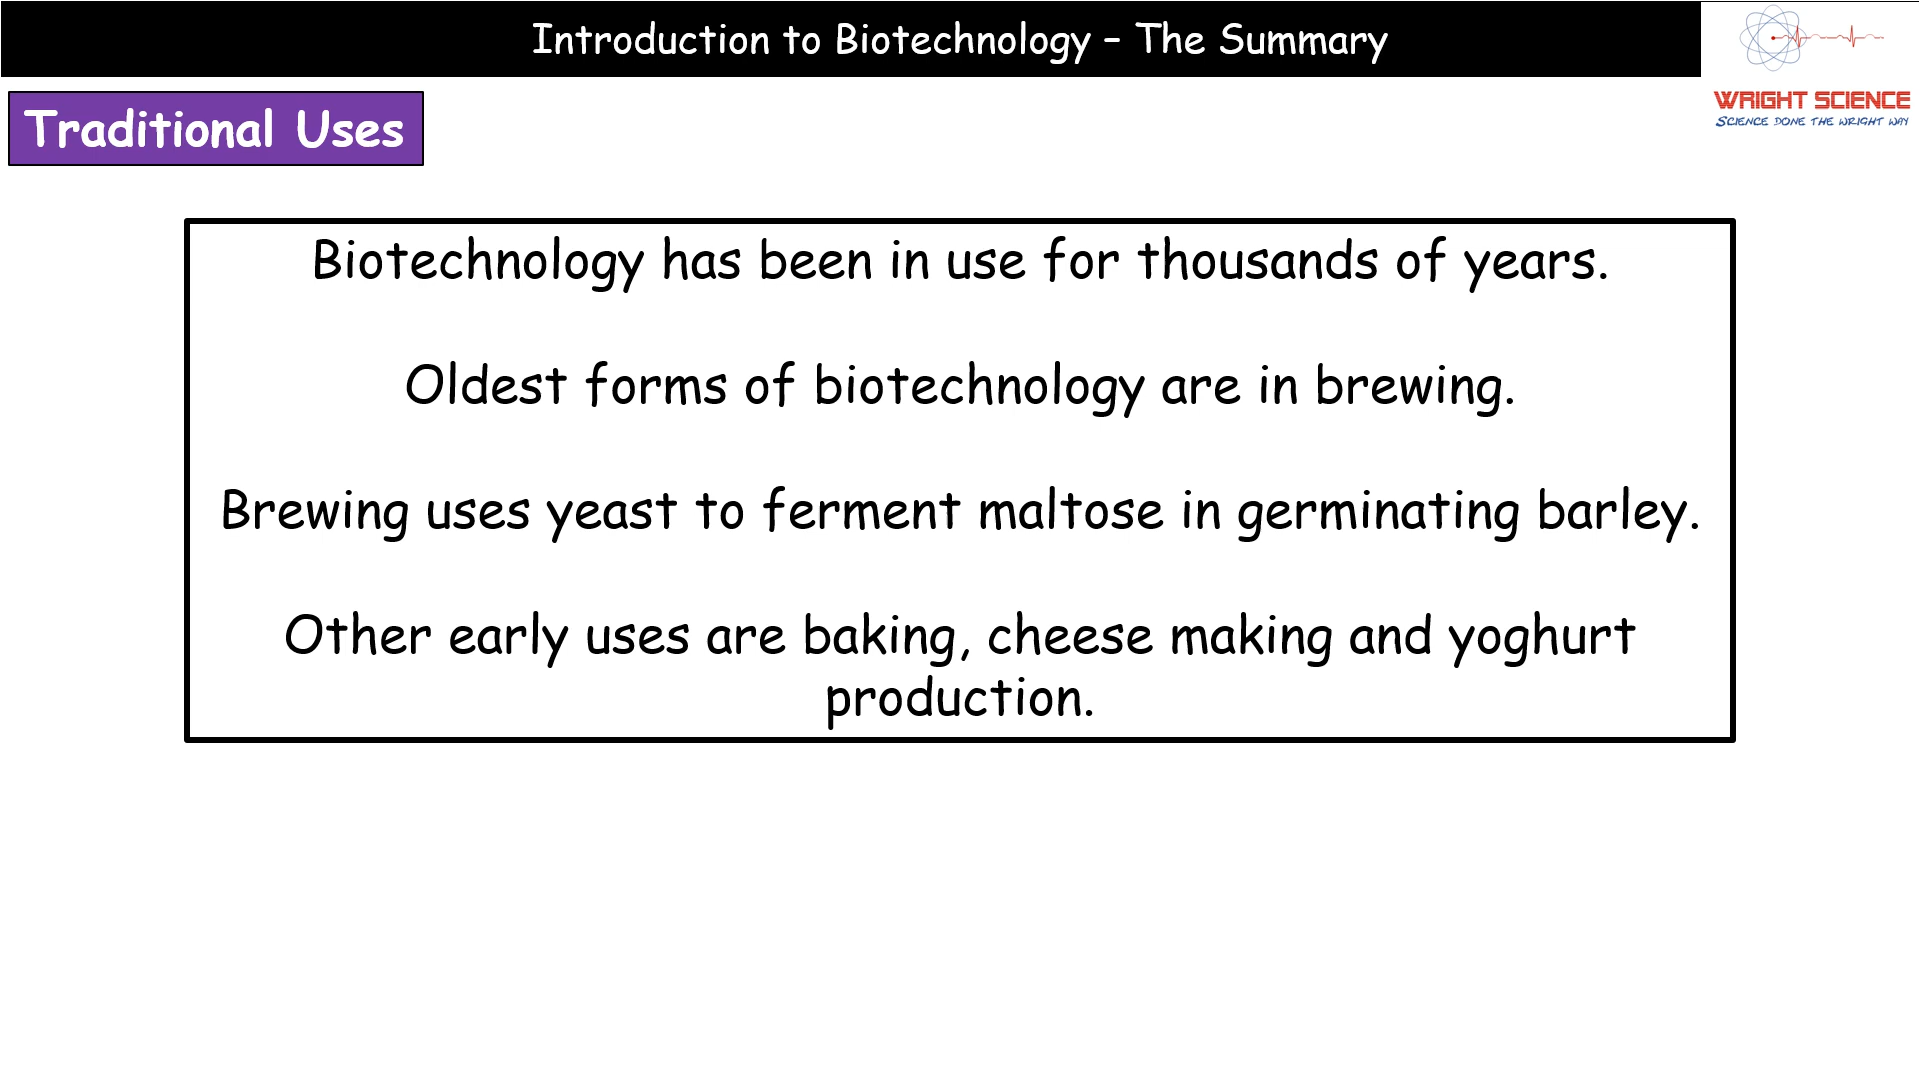 Introduction to Biotechnology – The Summary
WRIGHT SCIENCE
SCIENCE DONE THE WRIGHT WAY
Traditional Uses
Biotechnology has been in use for thousands of years.
Oldest forms of biotechnology are in brewing.
Brewing uses yeast to ferment maltose in germinating barley.
Other early uses are baking, cheese making and yoghurt
production.